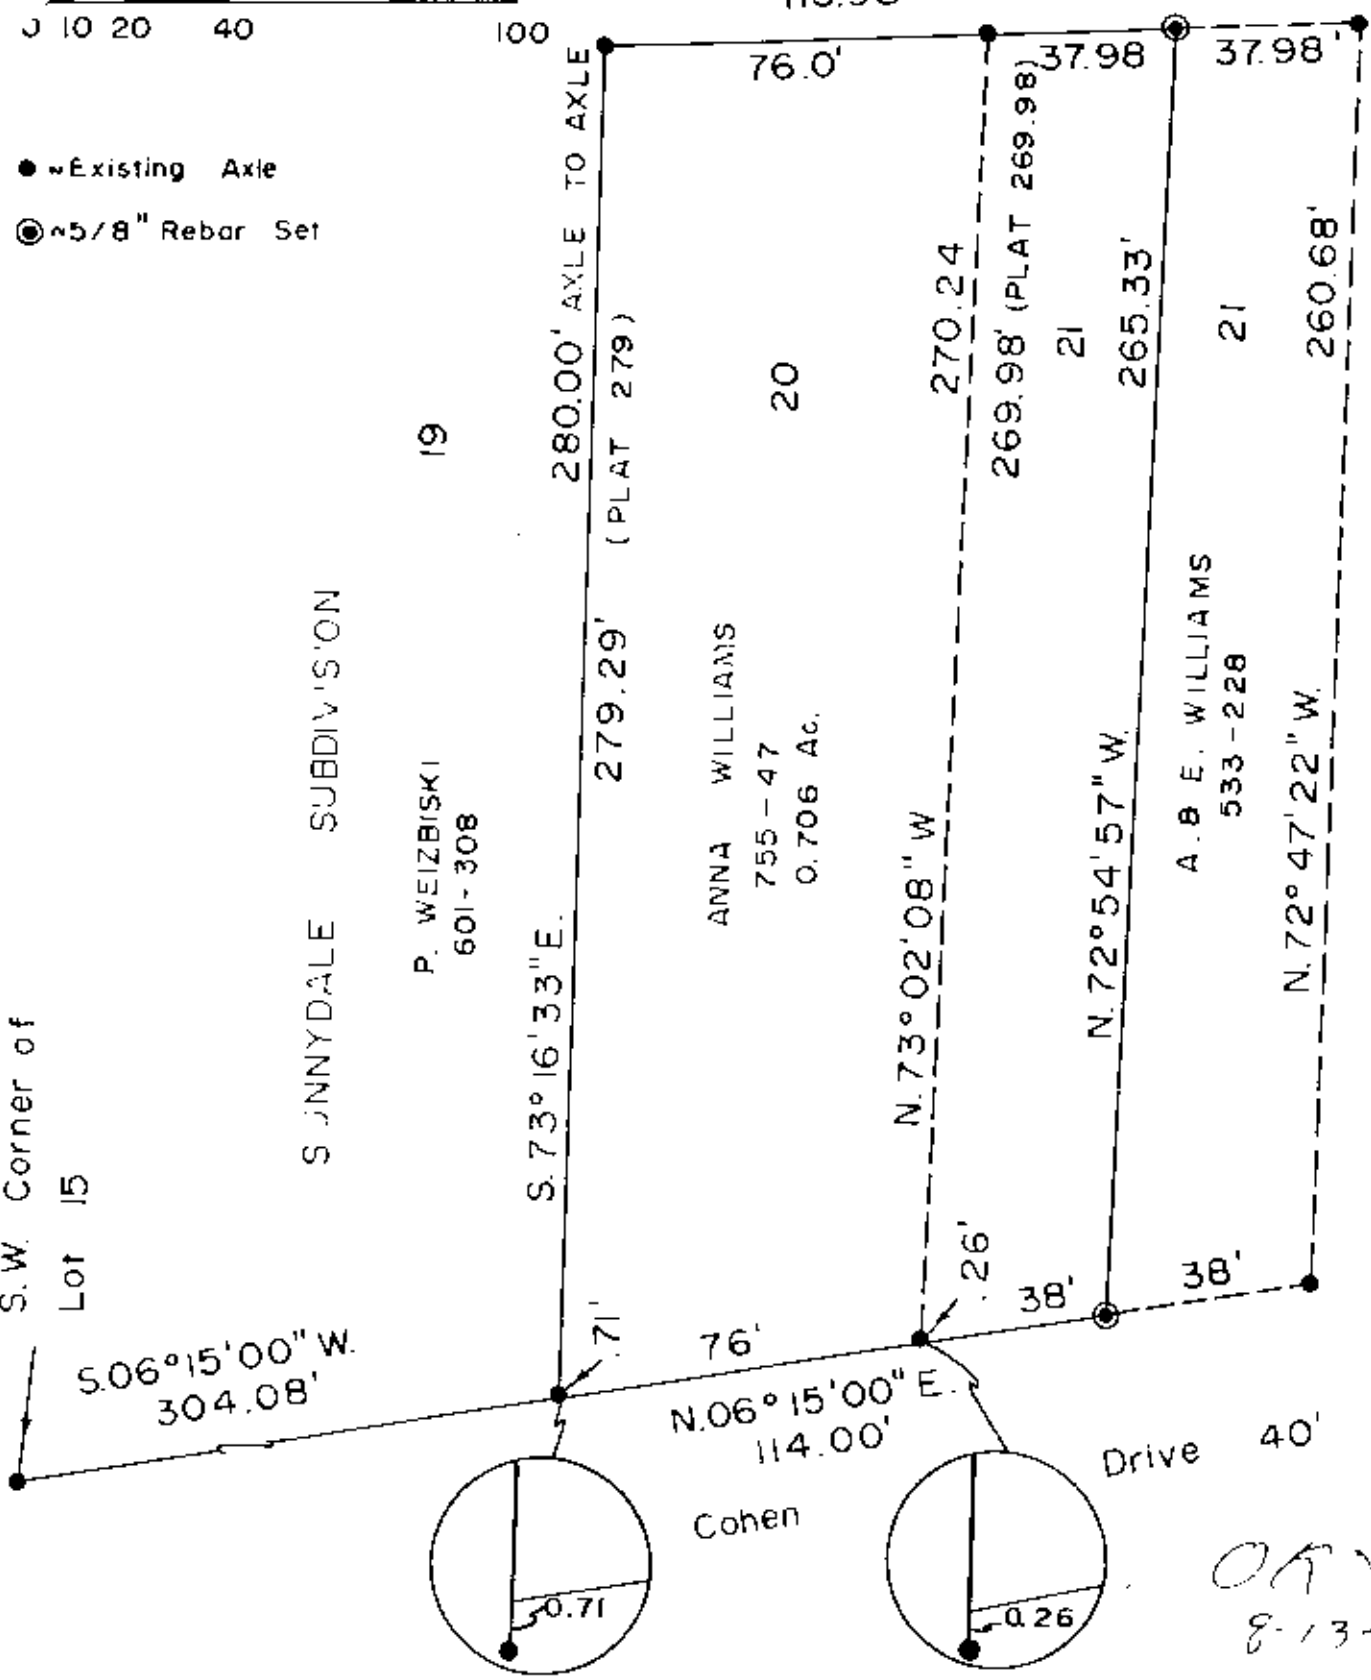 10 20 40 100
76.0'
37.98
37.98'
● ~Existing Axle
~5/8" Rebar Set
280.00' AXLE TO AXLE
(PLAT 279)
279.29'
S.73°16'33"E.
19
P. WEIZBISKI
601-308
SUNNYDALE SUBDIVISION
20
ANNA WILLIAMS
755-47
0.706 Ac.
270.24
N.73°02'08"W
269.98' (PLAT 269.98)
21
265.33'
N.72°54'57"W.
21
A. & E. WILLIAMS
533-228
260.68'
N.72°47'22"W.
S.W. Corner of
Lot 15
S.06°15'00"W.
304.08'
.71'
76'
.26'
38'
38'
N.06°15'00"E.
114.00'
Cohen Drive 40'
0.71
0.26
OK